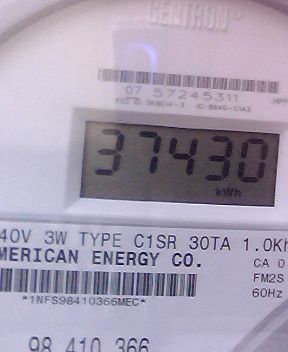 CENTRON
07 57245311
37430
kWh
40V 3W TYPE C1SR 30TA 1.0Kh
MERICAN ENERGY CO.
CA 0
FM2S
*1NFS98410366MEC*
60Hz
98 410 366